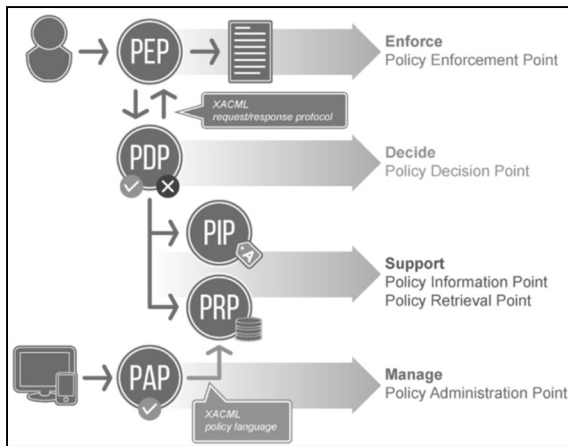 PEP
Enforce
Policy Enforcement Point
XACML
request/response protocol
PDP
Decide
Policy Decision Point
PIP
A
Support
Policy Information Point
Policy Retrieval Point
PRP
PAP
Manage
Policy Administration Point
XACML
policy language